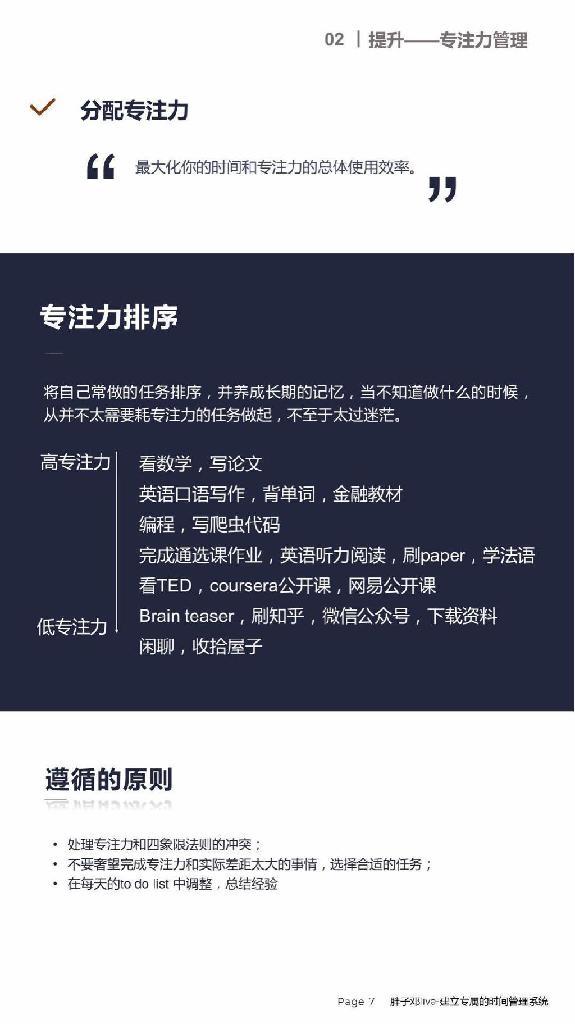 02 丨提升——专注力管理
分配专注力
“ 最大化你的时间和专注力的总体使用效率。 ”
专注力排序
将自己常做的任务排序，并养成长期的记忆，当不知道做什么的时候，
从并不太需要耗专注力的任务做起，不至于太过迷茫。
高专注力 看数学，写论文
英语口语写作，背单词，金融教材
编程，写爬虫代码
完成通选课作业，英语听力阅读，刷paper，学法语
看TED，coursera公开课，网易公开课
Brain teaser，刷知乎，微信公众号，下载资料
低专注力
闲聊，收拾屋子
遵循的原则
• 处理专注力和四象限法则的冲突；
• 不要奢望完成专注力和实际差距太大的事情，选择合适的任务；
• 在每天的to do list 中调整，总结经验
Page 7 胖子邓liva-建立专属的时间管理系统